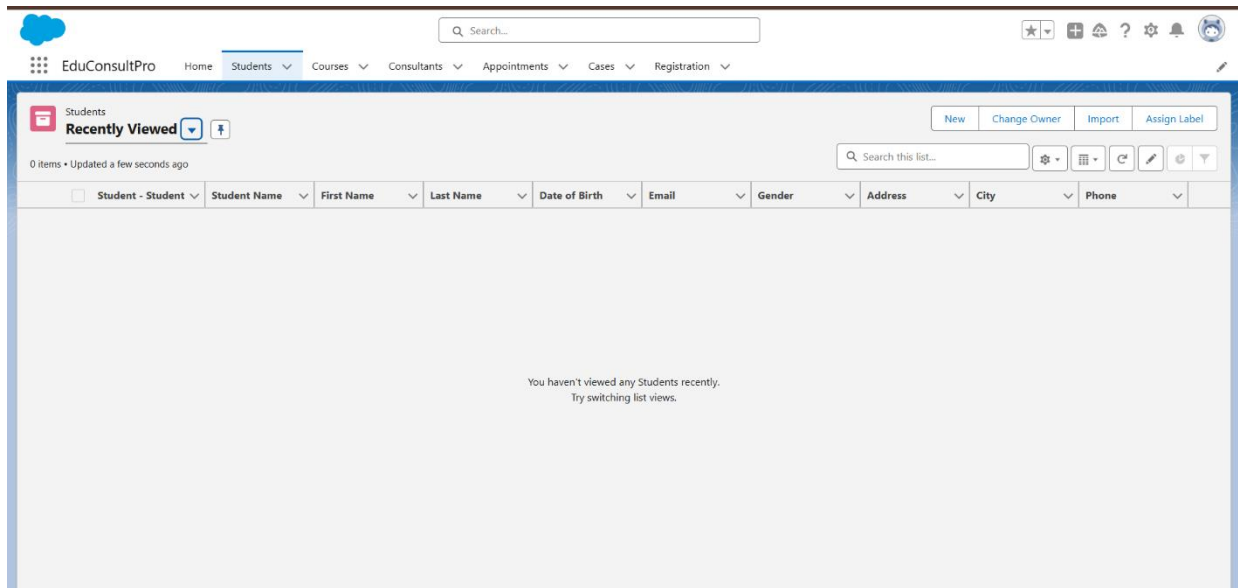 Search...
EduConsultPro Home Students Courses Consultants Appointments Cases Registration
Students
Recently Viewed
New Change Owner Import Assign Label
0 items • Updated a few seconds ago
Search this list...
Student - Student Student Name First Name Last Name Date of Birth Email Gender Address City Phone
You haven't viewed any Students recently.
Try switching list views.